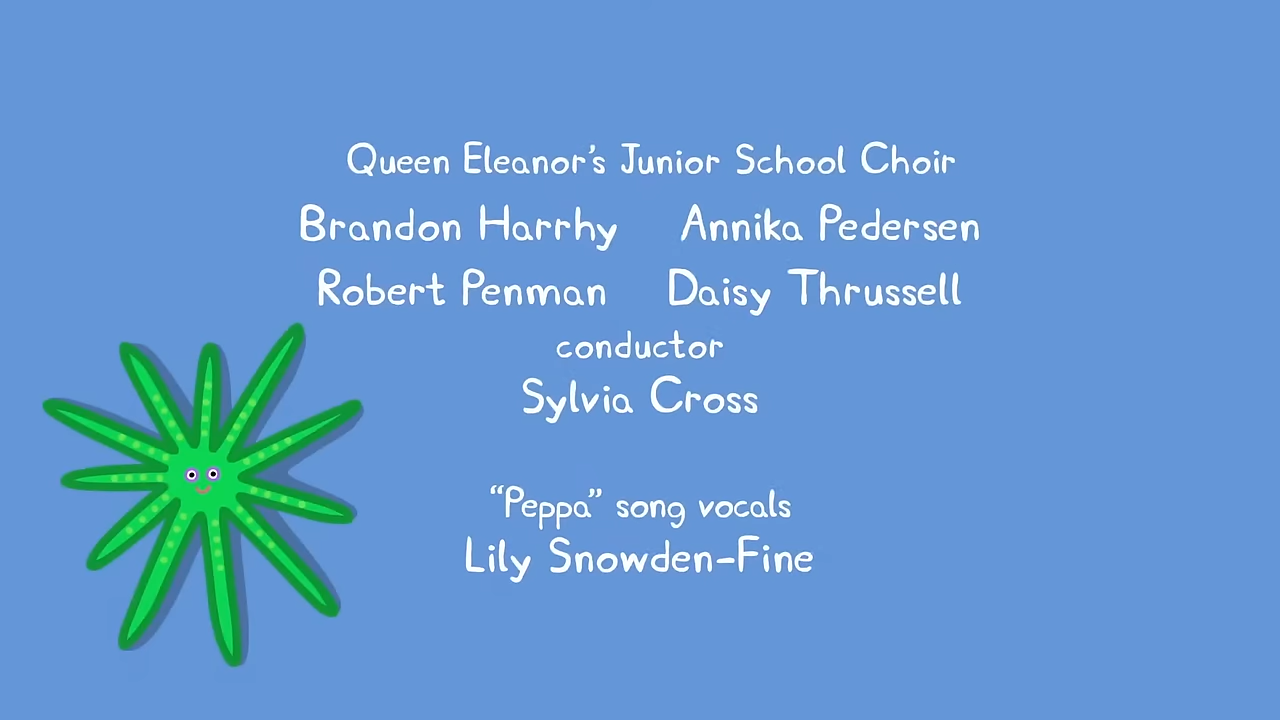 Queen Eleanor's Junior School Choir
Brandon Harrhy Annika Pedersen
Robert Penman Daisy Thrussell
conductor
Sylvia Cross
“Peppa” song vocals
Lily Snowden-Fine